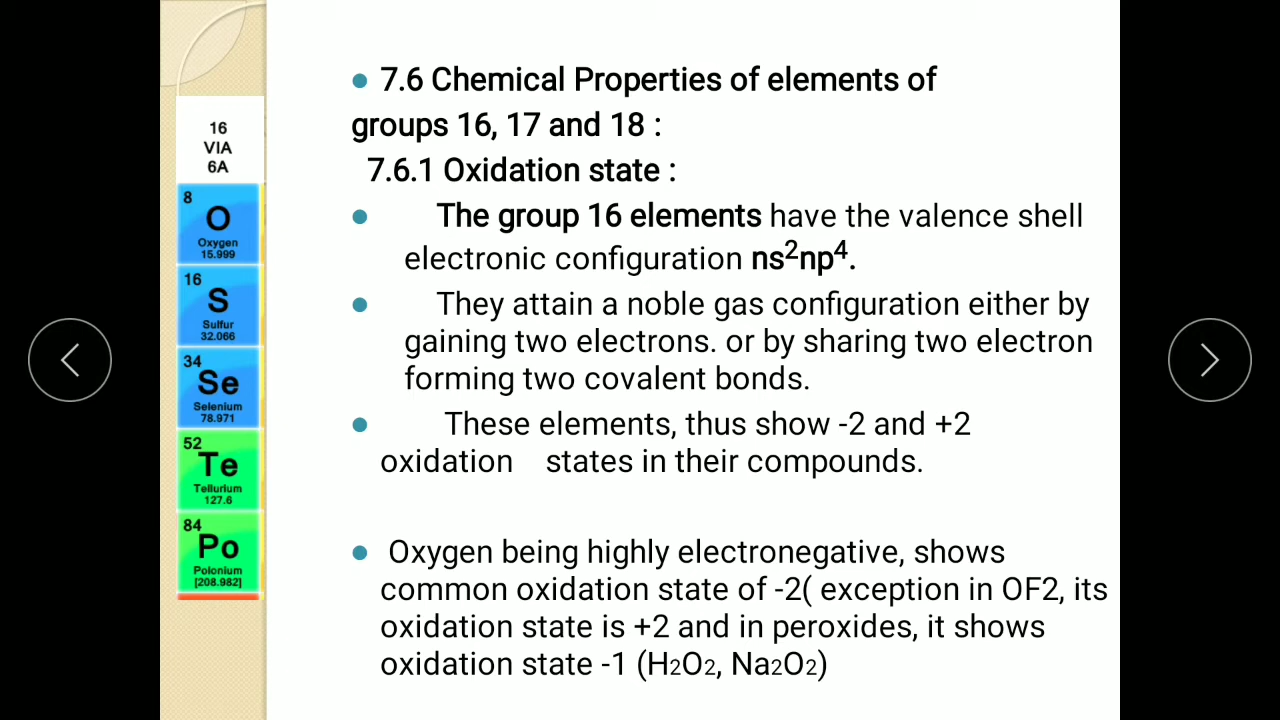 16
VIA
6A
8
O
Oxygen
15.999
16
S
Sulfur
32.066
34
Se
Selenium
78.971
52
Te
Tellurium
127.6
84
Po
Polonium
[208.982]
• 7.6 Chemical Properties of elements of
groups 16, 17 and 18 :
7.6.1 Oxidation state :
• The group 16 elements have the valence shell
electronic configuration ns²np⁴.
• They attain a noble gas configuration either by
gaining two electrons. or by sharing two electron
forming two covalent bonds.
• These elements, thus show -2 and +2
oxidation states in their compounds.
• Oxygen being highly electronegative, shows
common oxidation state of -2( exception in OF2, its
oxidation state is +2 and in peroxides, it shows
oxidation state -1 (H₂O₂, Na₂O₂)